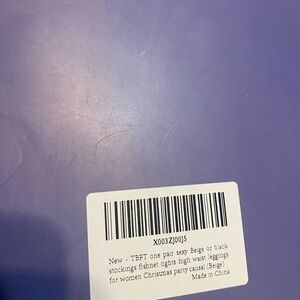 X003ZJ00J5
New - TBPT one pair sexy Beige or black
stockings fishnet tights high waist leggings
for women Christmas party causal (Beige)
Made in China